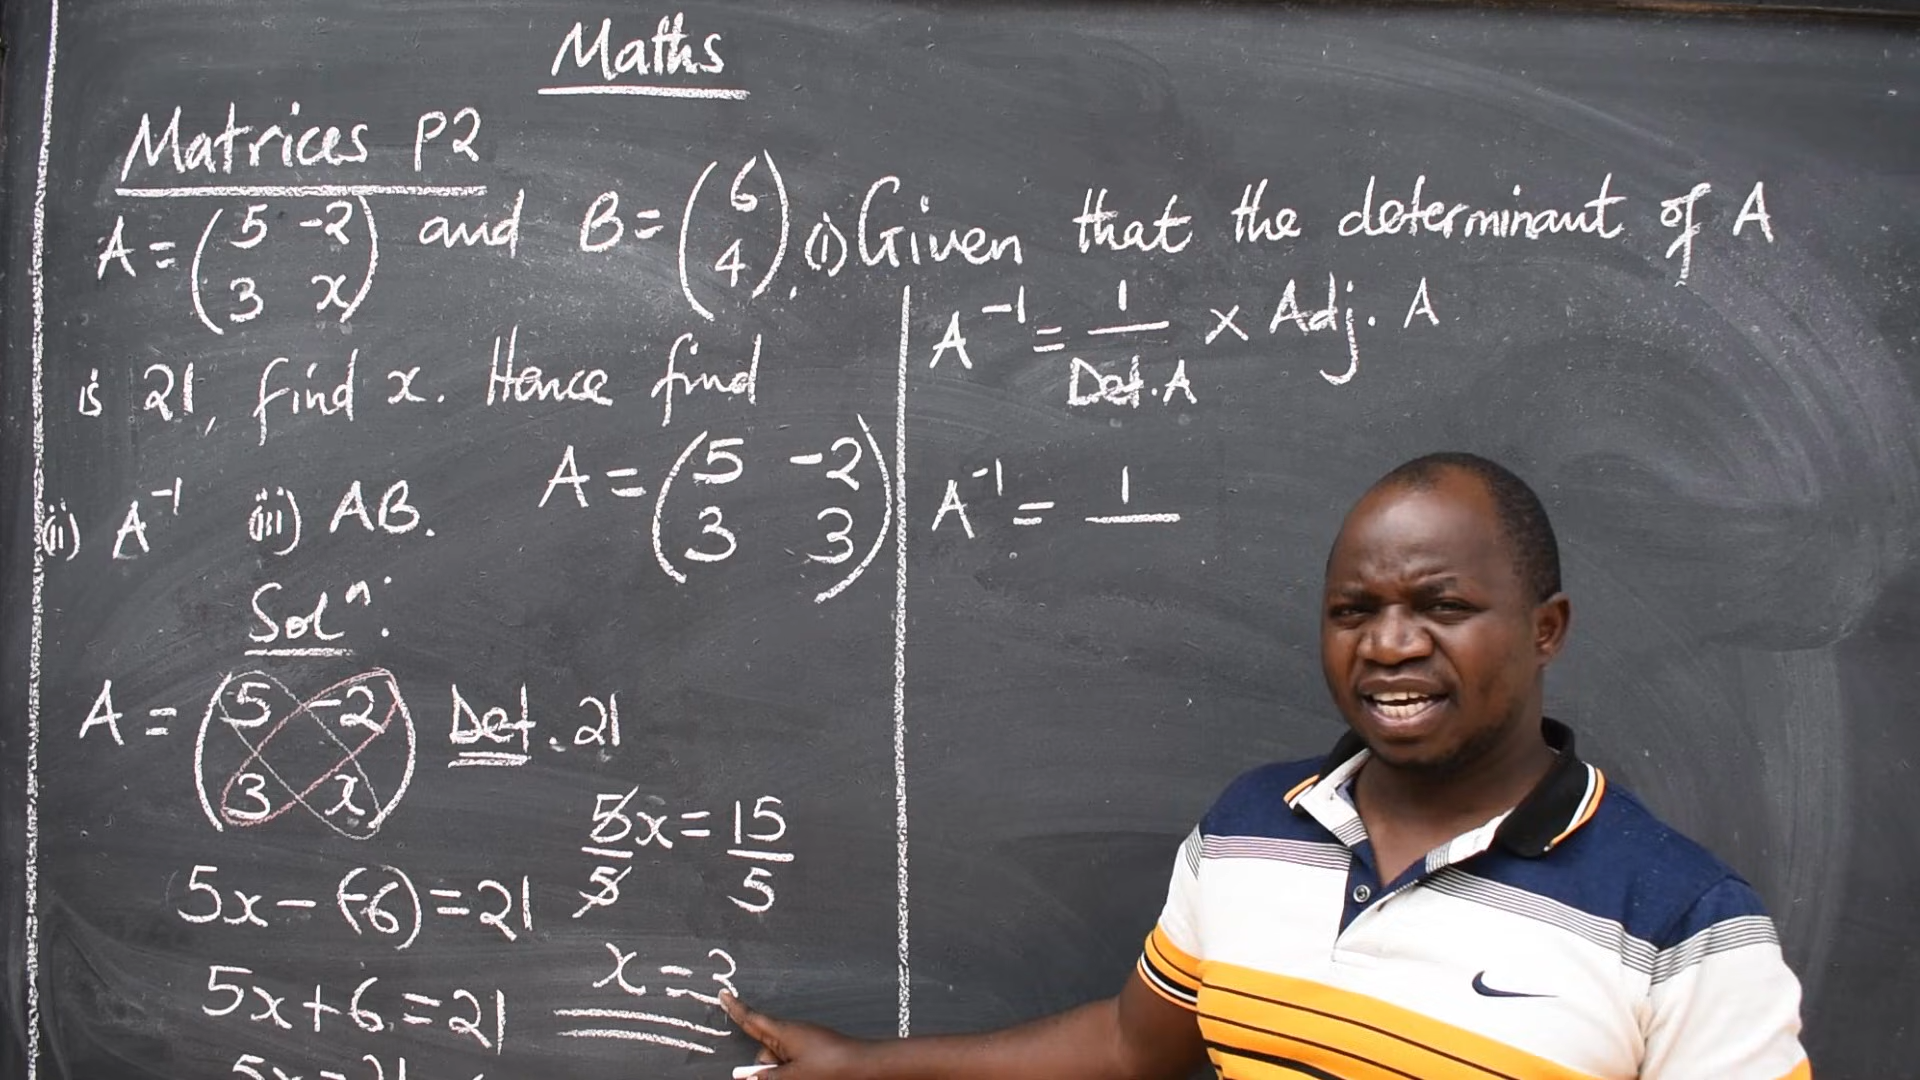 Maths
Matrices P2
A = (5 -2
3 x) and B = (6
4). (i) Given that the determinant of A
is 21, find x. Hence find
(ii) A⁻¹ (iii) AB.
Solⁿ:
A = (5 -2
3 x) Det. 21
5x - (-6) = 21
5x + 6 = 21
5x = 21
5x/5 = 15/5
x = 3
A = (5 -2
3 3)
A⁻¹ = 1/Det.A × Adj. A
A⁻¹ = 1